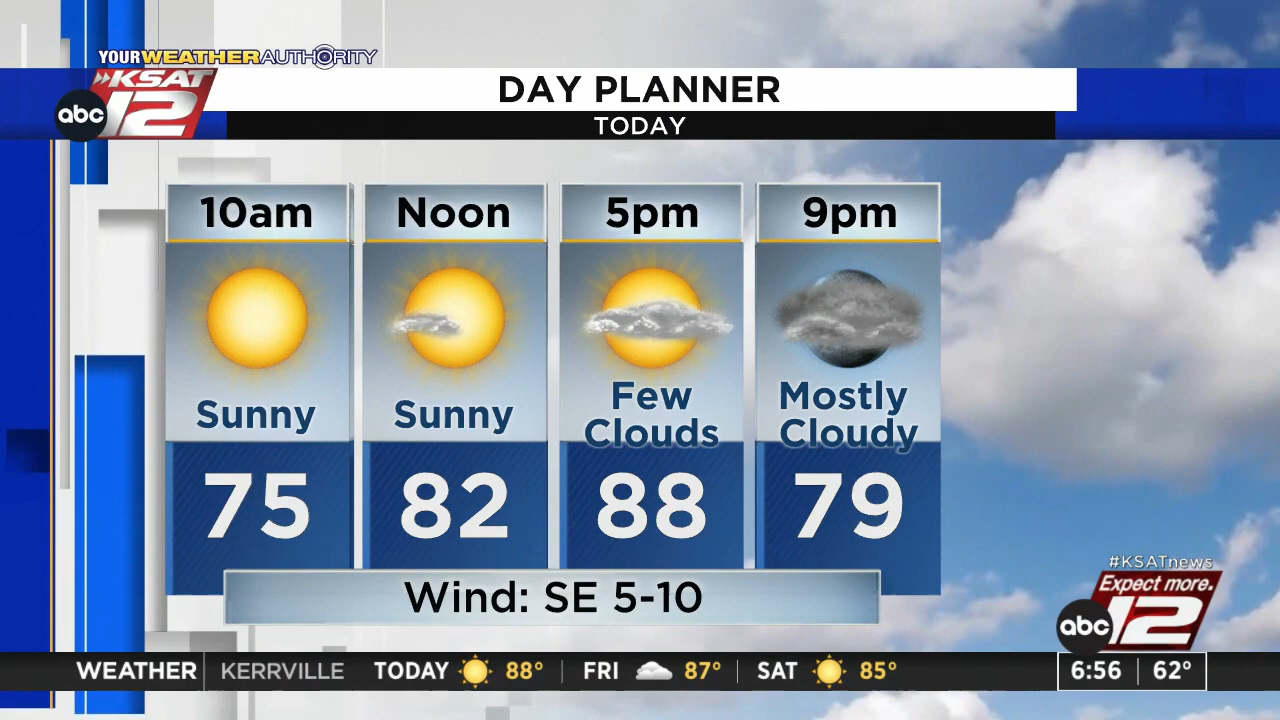 YOURWEATHERAUTHORITY
KSAT
abc 12
DAY PLANNER
TODAY
10am Noon 5pm 9pm
Sunny Sunny Few Clouds Mostly Cloudy
75 82 88 79
Wind: SE 5-10
#KSATnews
Expect more.
abc 12
WEATHER KERRVILLE TODAY 88° FRI 87° SAT 85° 6:56 62°